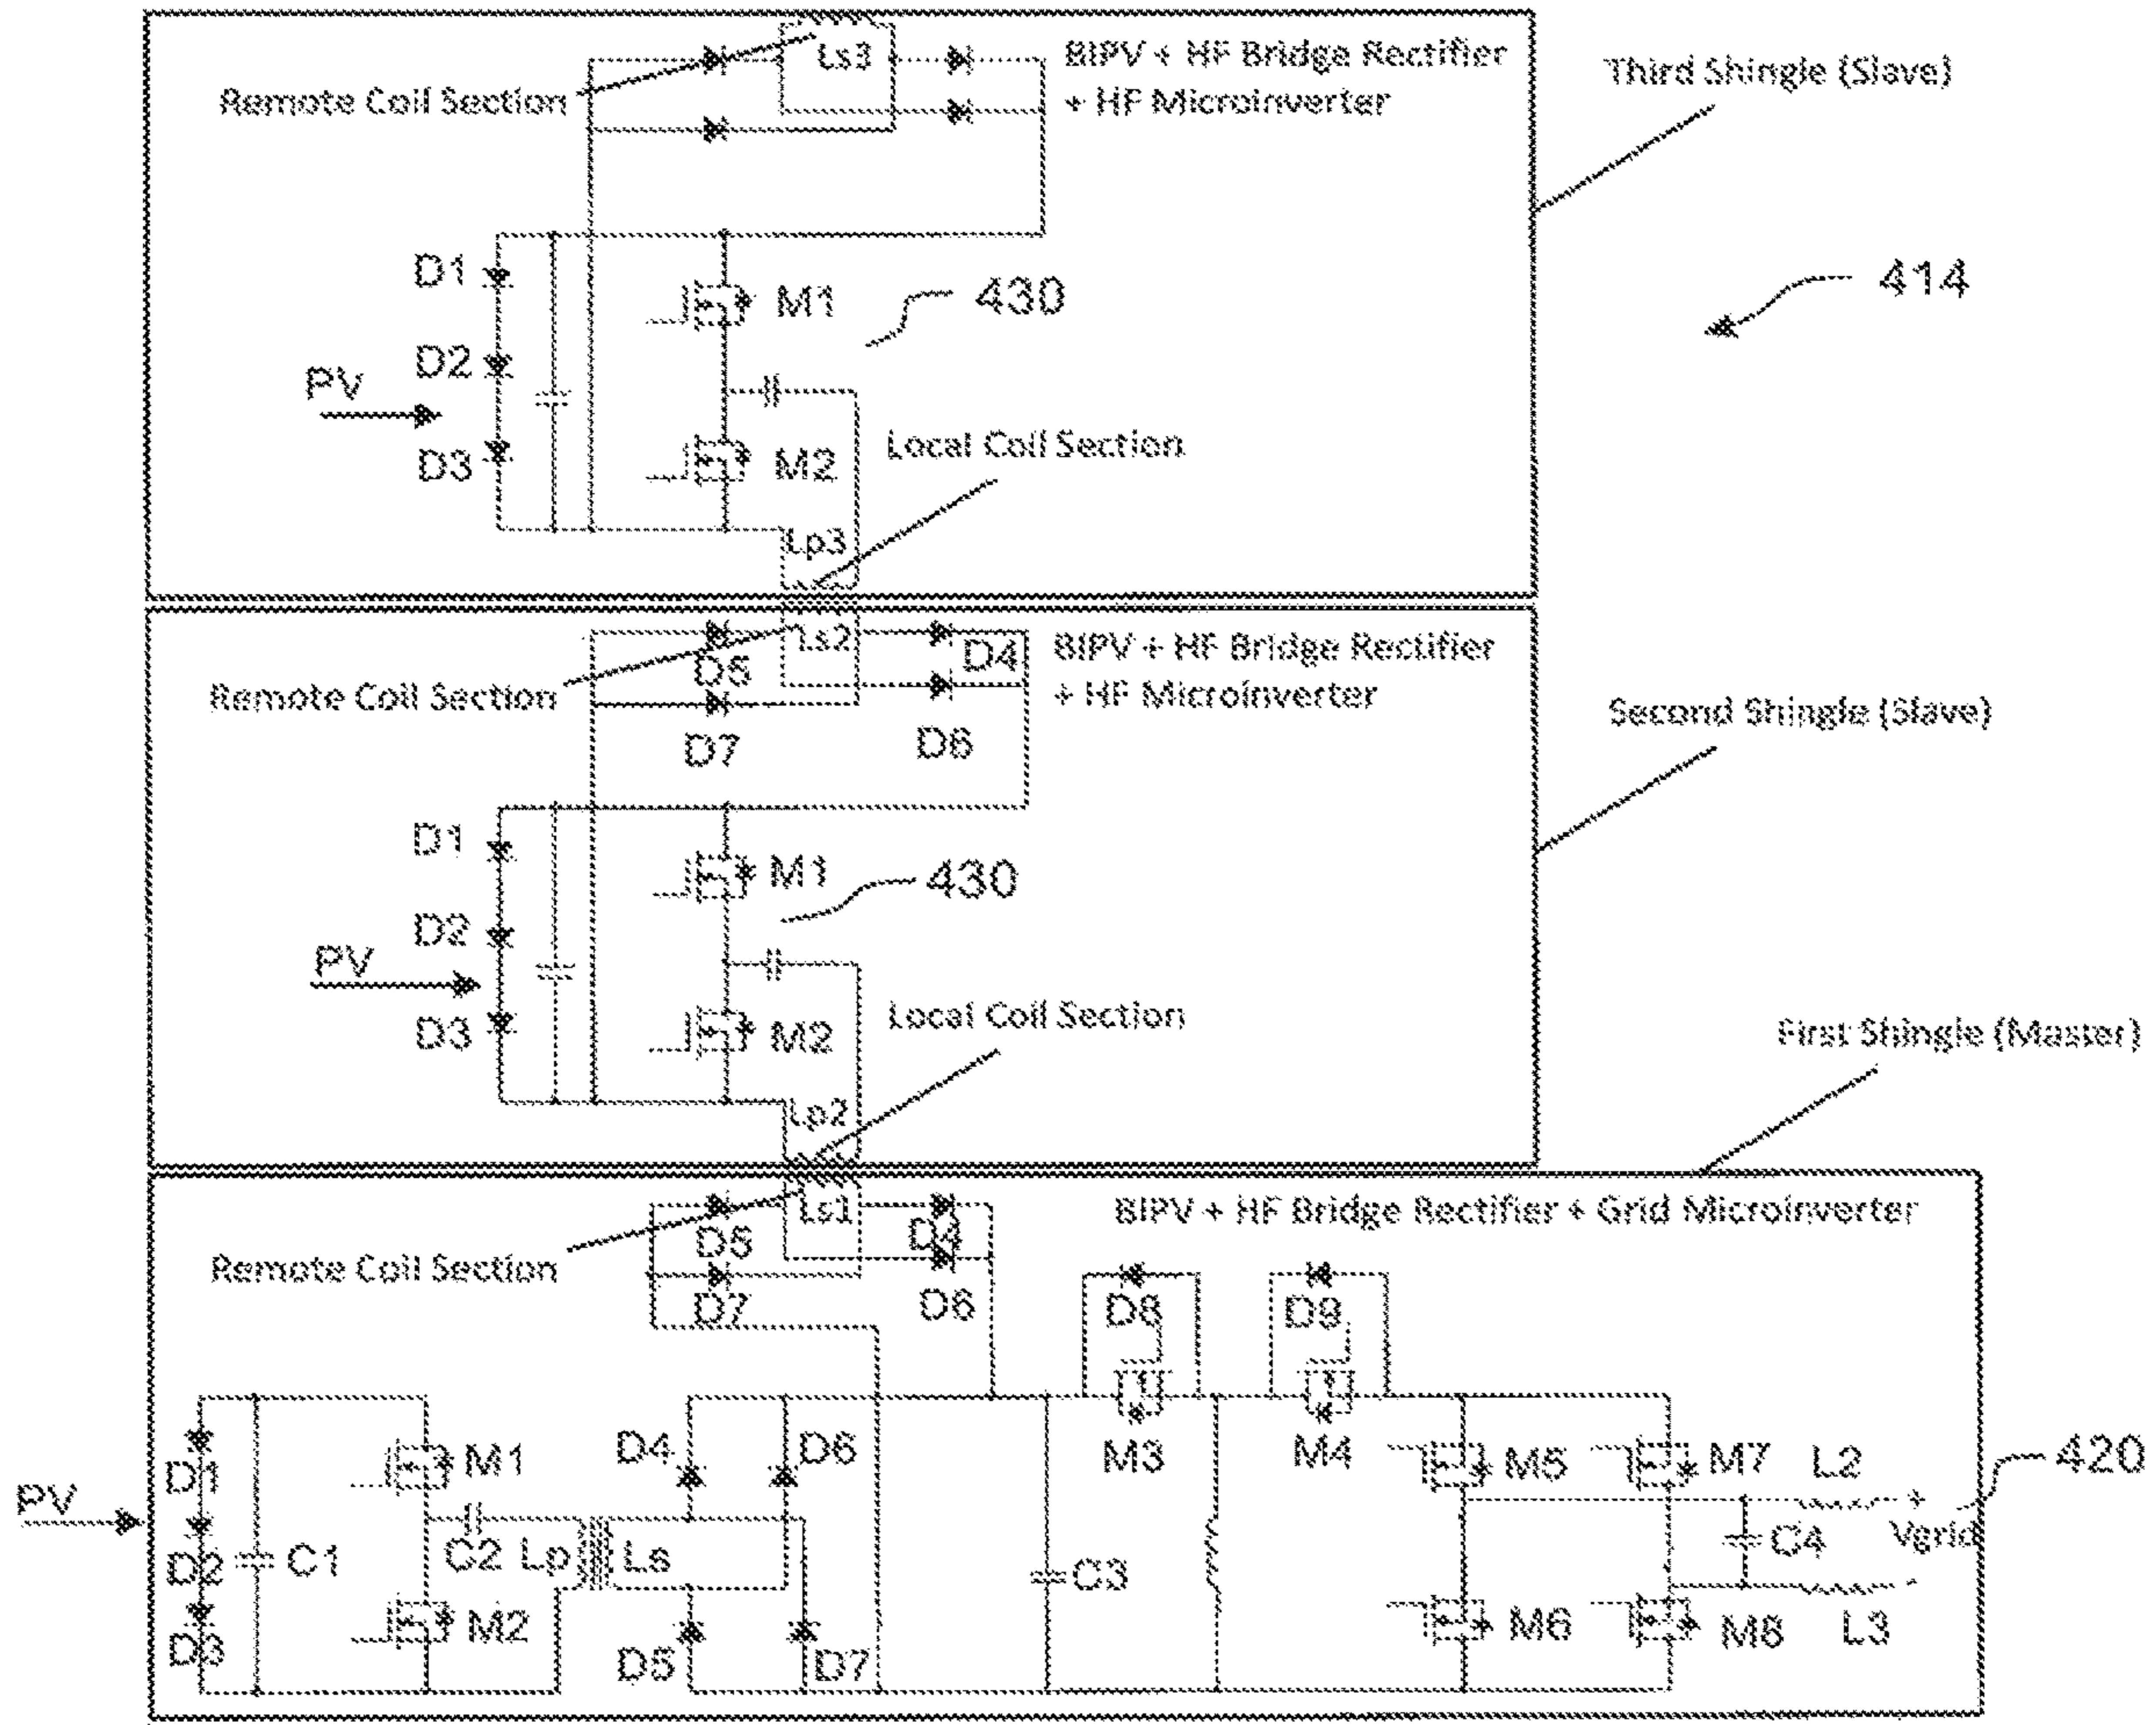 Ls3
BIPV + HF Bridge Rectifier
+ HF Microinverter
Remote Coil Section
Third Shingle (Slave)
D1
M1
430
414
D2
PV
D3
M2
Local Coil Section
Lp3
Ls2
D4
BIPV + HF Bridge Rectifier
+ HF Microinverter
D5
Remote Coil Section
D7
D6
Second Shingle (Slave)
D1
M1
430
D2
PV
D3
M2
Local Coil Section
Lp2
First Shingle (Master)
Ls1
BIPV + HF Bridge Rectifier + Grid Microinverter
D5
D4
Remote Coil Section
D7
D6
D8
D9
D1
M1
D4
D6
M3
M4
M5
M7
L2
420
PV
+
D2
C1
C2
Lp
Ls
C3
C4
Vgrid
-
D3
M2
D5
D7
M6
M8
L3